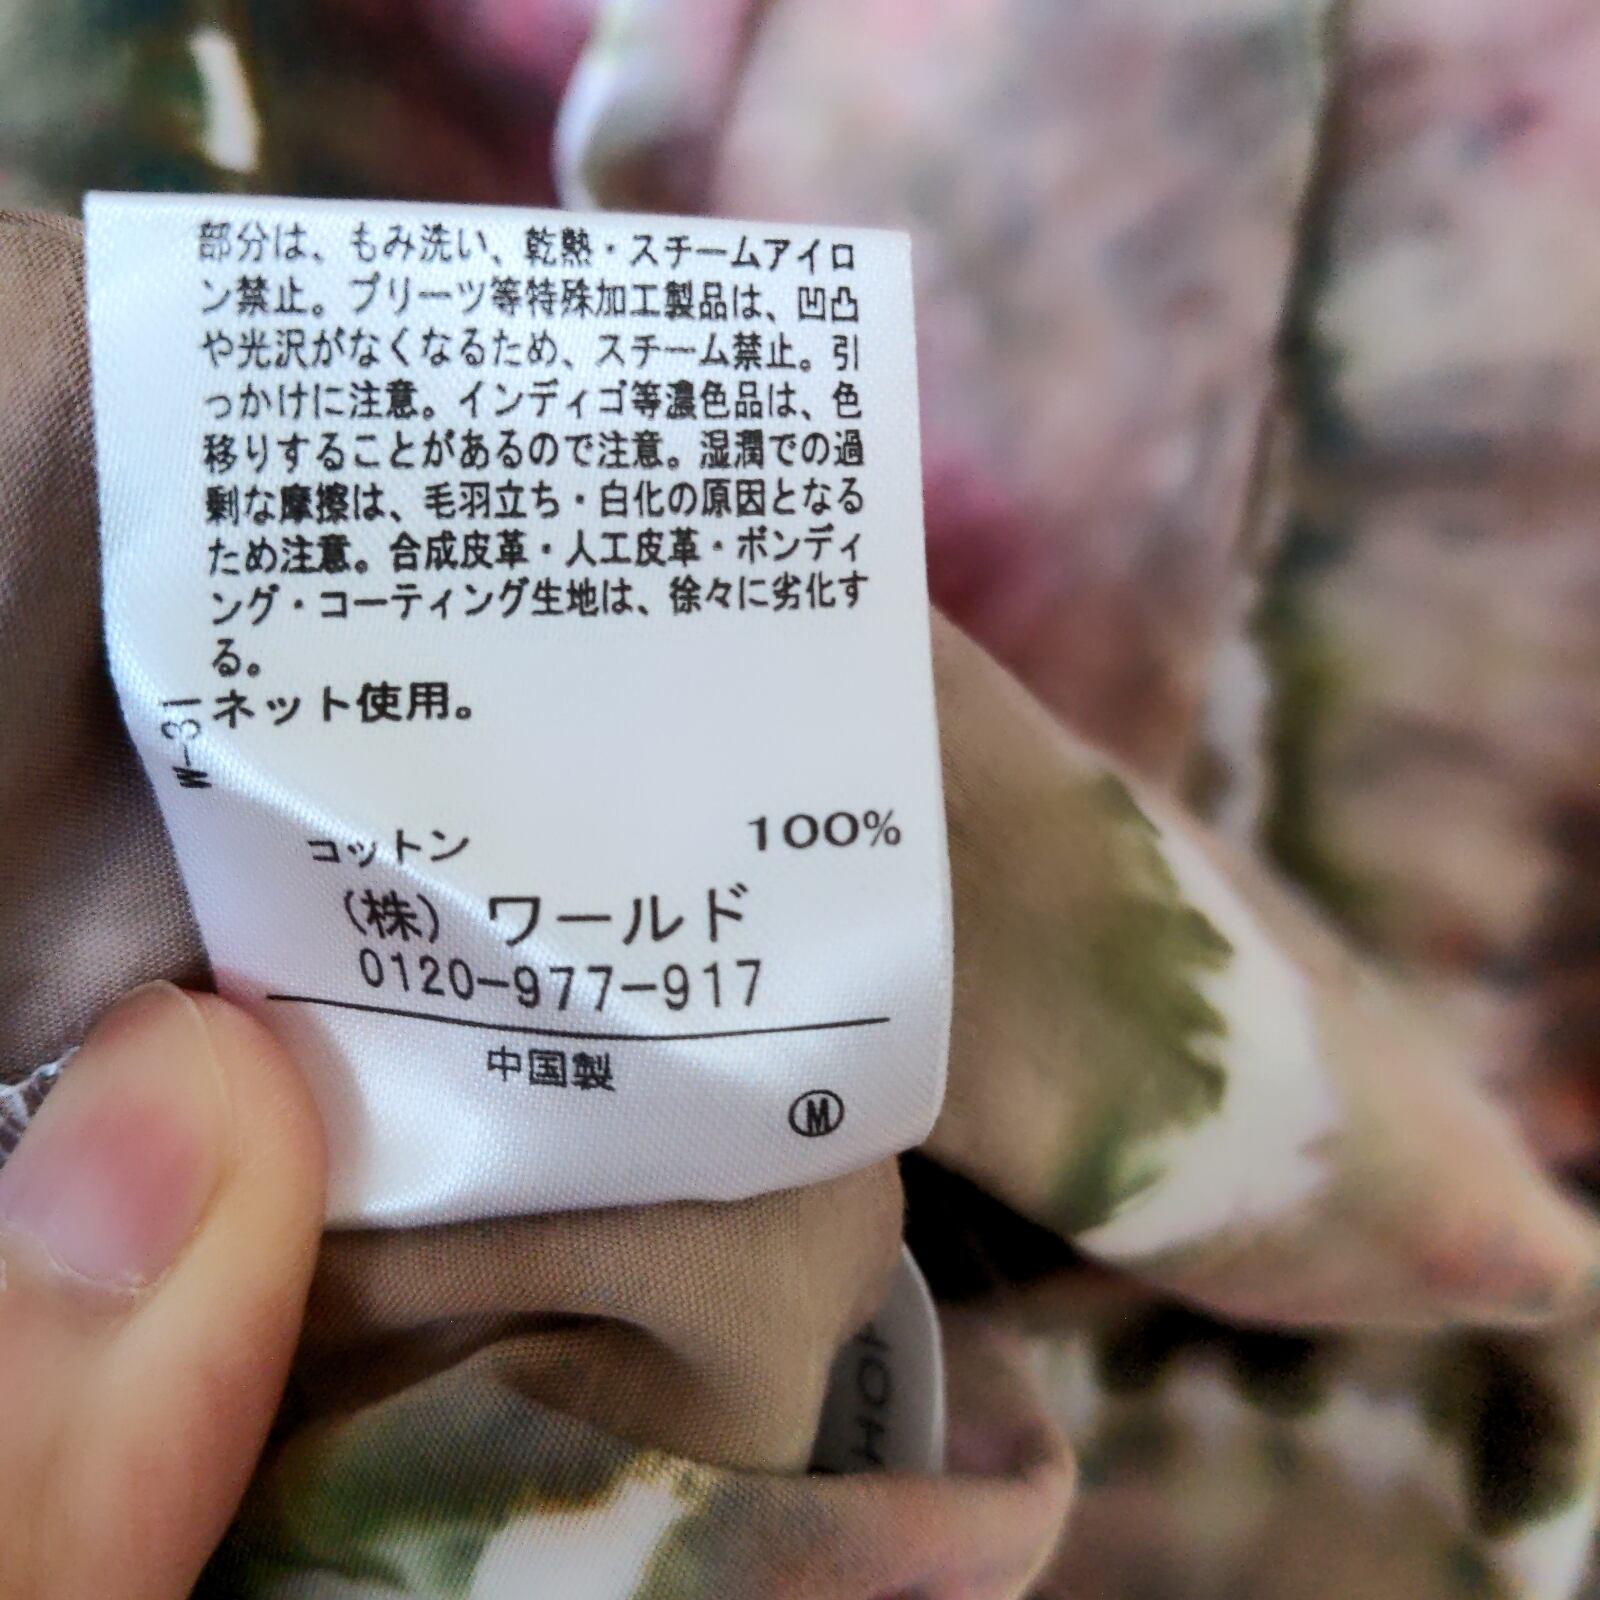 部分は、もみ洗い、乾熱・スチームアイロ
ン禁止。プリーツ等特殊加工製品は、凹凸
や光沢がなくなるため、スチーム禁止。引
っかけに注意。インディゴ等濃色品は、色
移りすることがあるので注意。湿潤での過
剰な摩擦は、毛羽立ち・白化の原因となる
ため注意。合成皮革・人工皮革・ボンディ
ング・コーティング生地は、徐々に劣化す
る。
ネット使用。
W-31
コットン 100%
(株) ワールド
0120-977-917
中国製
Ⓜ